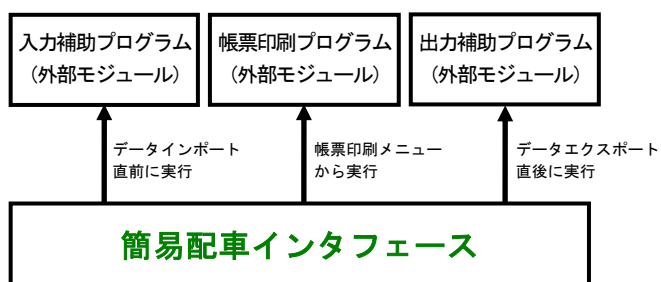 入力補助プログラム
（外部モジュール）
帳票印刷プログラム
（外部モジュール）
出力補助プログラム
（外部モジュール）
データインポート
直前に実行
帳票印刷メニュー
から実行
データエクスポート
直後に実行
簡易配車インタフェース